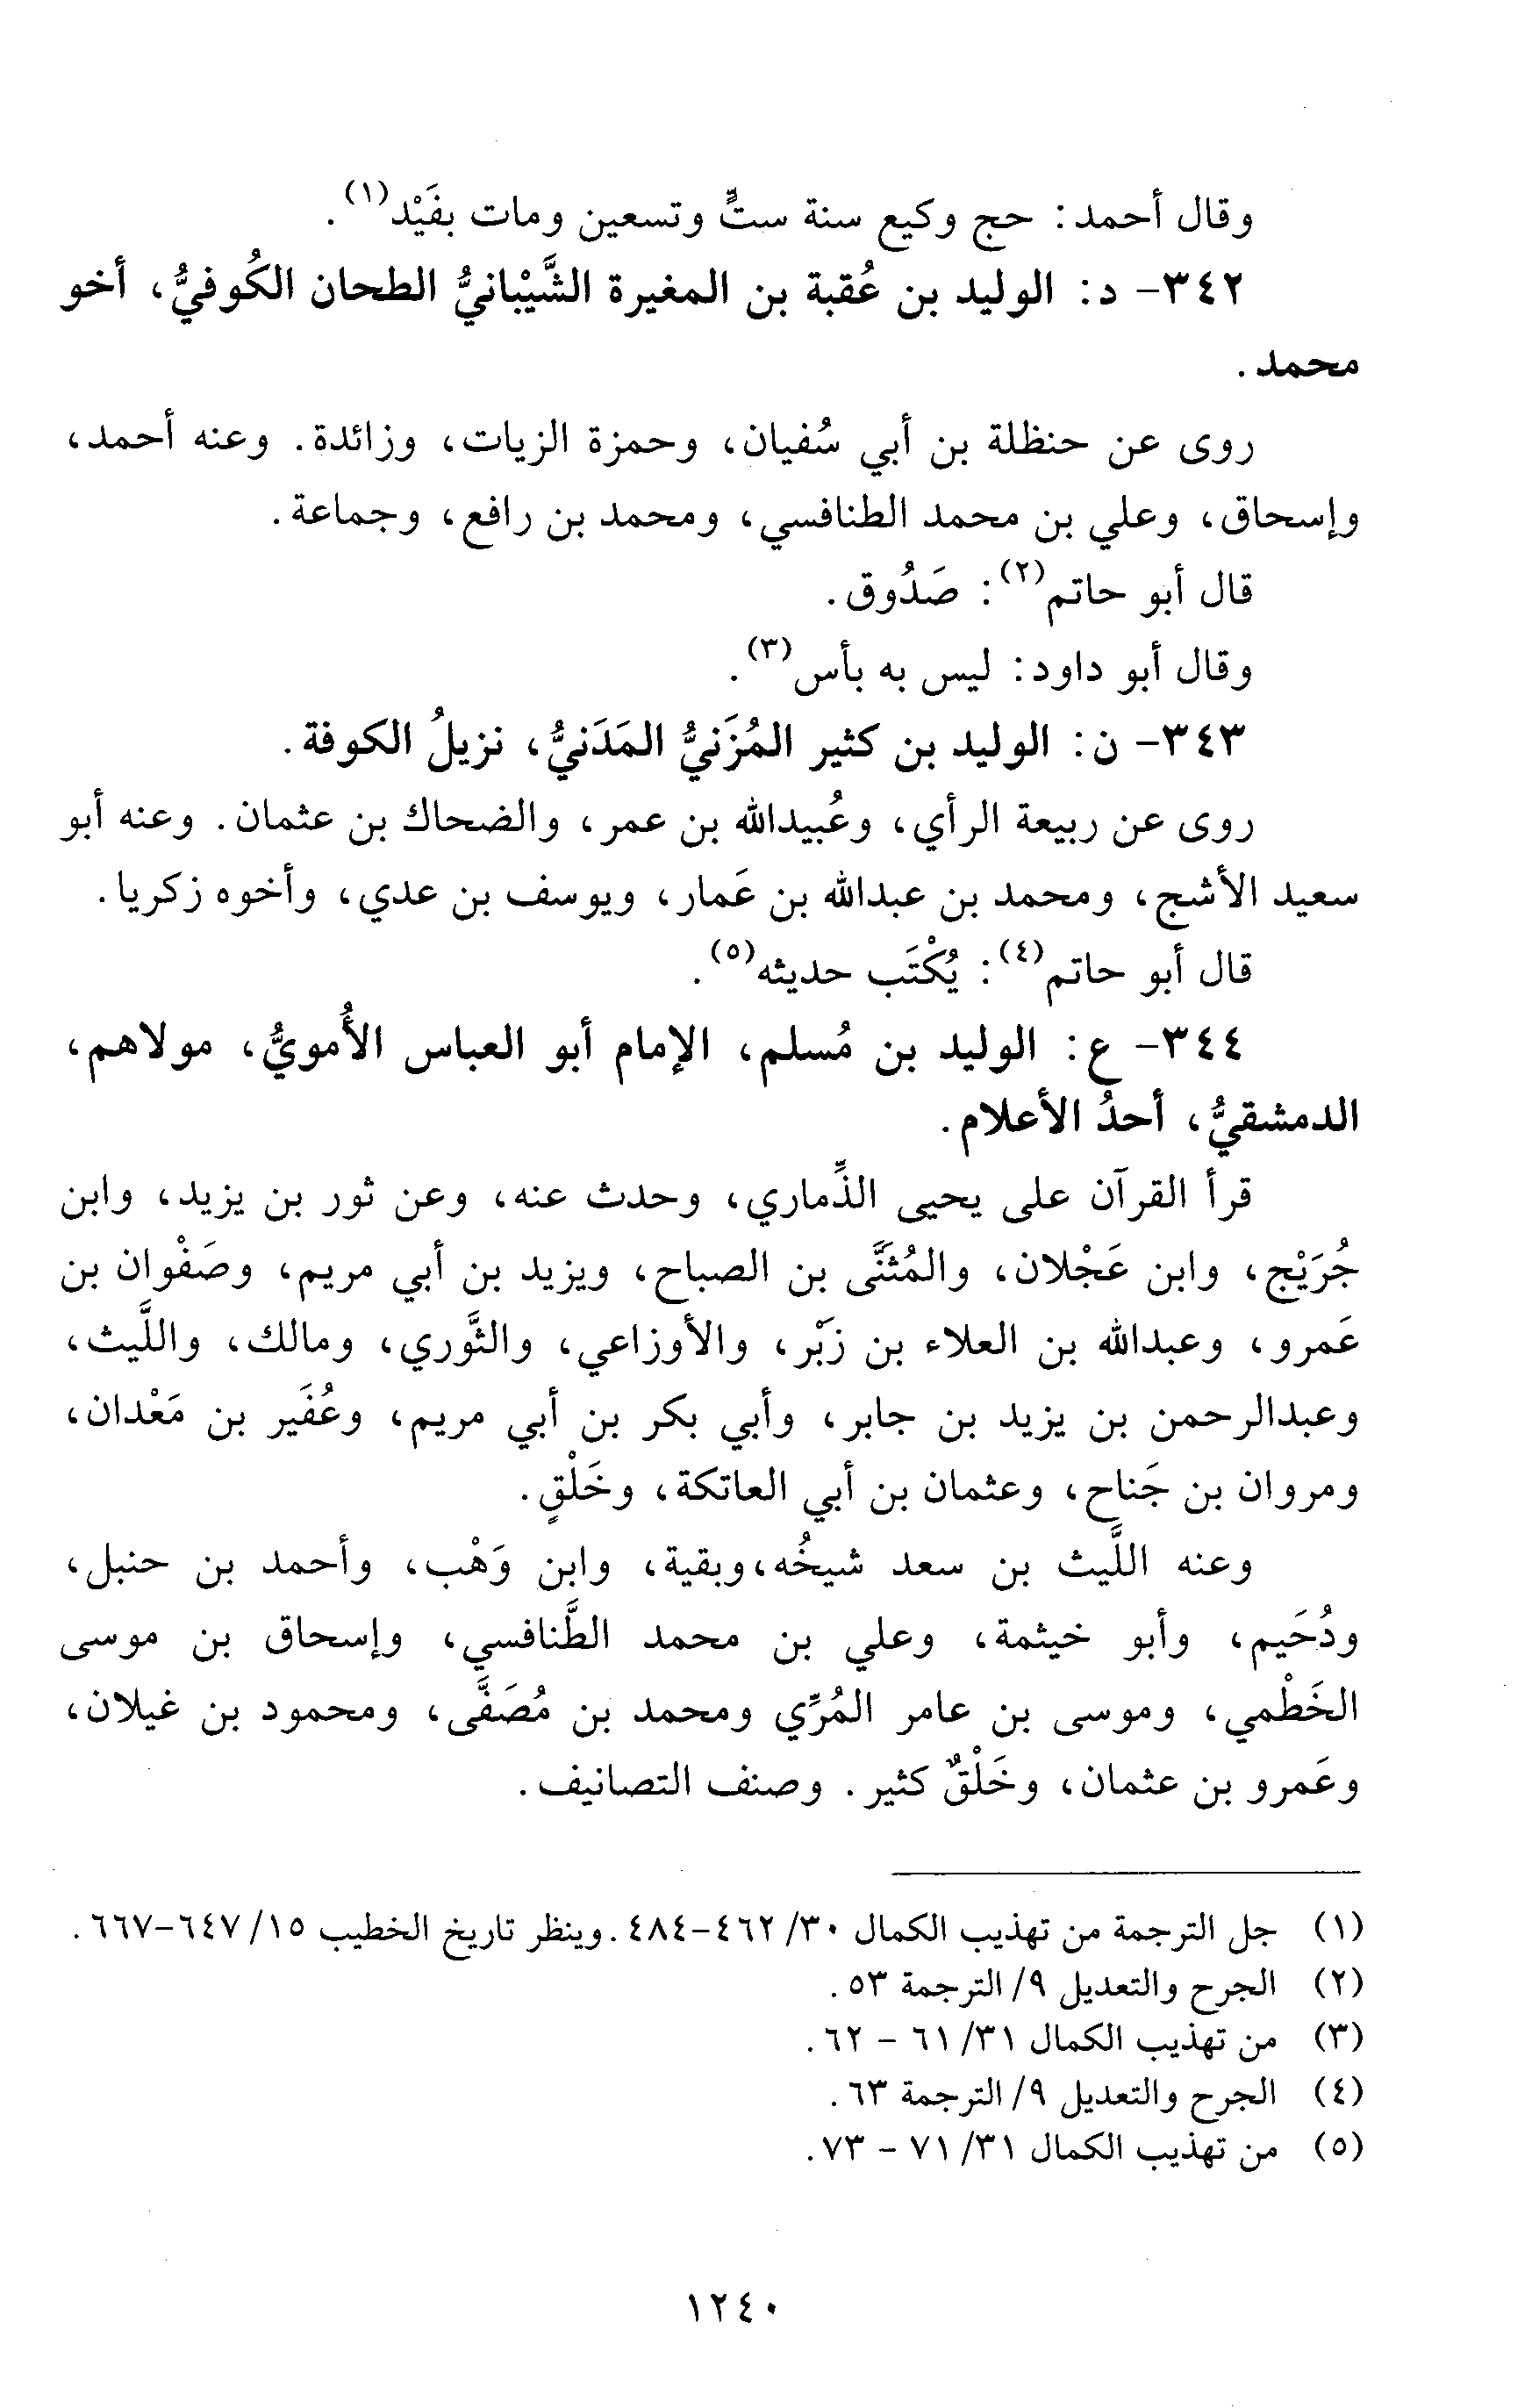 وقال أحمد: حج وكيع سنة ستٍّ وتسعين ومات بفَيْد(١).
٣٤٢- د: الوليد بن عُقبة بن المغيرة الشَّيْبانيُّ الطحان الكُوفيُّ، أخو
محمد.
روى عن حنظلة بن أبي سُفيان، وحمزة الزيات، وزائدة. وعنه أحمد،
وإسحاق، وعلي بن محمد الطنافسي، ومحمد بن رافع، وجماعة.
قال أبو حاتم(٢): صَدُوق.
وقال أبو داود: ليس به بأس(٣).
٣٤٣- ن: الوليد بن كثير المُزَنيُّ المَدَنيُّ، نزيلُ الكوفة.
روى عن ربيعة الرأي، وعُبيدالله بن عمر، والضحاك بن عثمان. وعنه أبو
سعيد الأشج، ومحمد بن عبدالله بن عَمار، ويوسف بن عدي، وأخوه زكريا.
قال أبو حاتم(٤): يُكْتَب حديثه(٥).
٣٤٤- ع: الوليد بن مُسلم، الإمام أبو العباس الأُمويُّ، مولاهم،
الدمشقيُّ، أحدُ الأعلام.
قرأ القرآن على يحيى الذِّماري، وحدث عنه، وعن ثور بن يزيد، وابن
جُرَيْج، وابن عَجْلان، والمُثنَّى بن الصباح، ويزيد بن أبي مريم، وصَفْوان بن
عَمرو، وعبدالله بن العلاء بن زَبْر، والأوزاعي، والثَّوري، ومالك، واللَّيث،
وعبدالرحمن بن يزيد بن جابر، وأبي بكر بن أبي مريم، وعُفَير بن مَعْدان،
ومروان بن جَناح، وعثمان بن أبي العاتكة، وخَلْقٍ.
وعنه اللَّيث بن سعد شيخُه، وبقية، وابن وَهْب، وأحمد بن حنبل،
ودُحَيم، وأبو خيثمة، وعلي بن محمد الطَّنافسي، وإسحاق بن موسى
الخَطْمي، وموسى بن عامر المُرِّي ومحمد بن مُصَفَّى، ومحمود بن غيلان،
وعَمرو بن عثمان، وخَلْقٌ كثير. وصنف التصانيف.
(١) جل الترجمة من تهذيب الكمال ٣٠/ ٤٦٢-٤٨٤. وينظر تاريخ الخطيب ١٥/ ٦٤٧-٦٦٧.
(٢) الجرح والتعديل ٩/ الترجمة ٥٣.
(٣) من تهذيب الكمال ٣١/ ٦١ - ٦٢.
(٤) الجرح والتعديل ٩/ الترجمة ٦٣.
(٥) من تهذيب الكمال ٣١/ ٧١ - ٧٣.
١٢٤٠